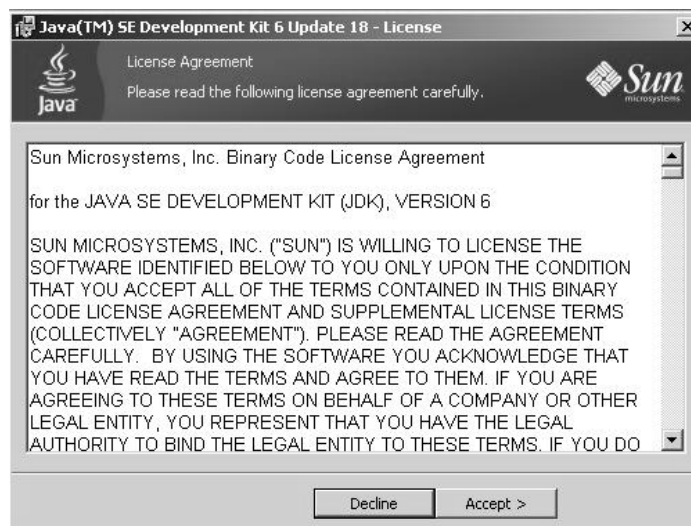 Java(TM) SE Development Kit 6 Update 18 - License
License Agreement
Please read the following license agreement carefully.
Java
Sun
microsystems
Sun Microsystems, Inc. Binary Code License Agreement
for the JAVA SE DEVELOPMENT KIT (JDK), VERSION 6
SUN MICROSYSTEMS, INC. ("SUN") IS WILLING TO LICENSE THE
SOFTWARE IDENTIFIED BELOW TO YOU ONLY UPON THE CONDITION
THAT YOU ACCEPT ALL OF THE TERMS CONTAINED IN THIS BINARY
CODE LICENSE AGREEMENT AND SUPPLEMENTAL LICENSE TERMS
(COLLECTIVELY "AGREEMENT"). PLEASE READ THE AGREEMENT
CAREFULLY. BY USING THE SOFTWARE YOU ACKNOWLEDGE THAT
YOU HAVE READ THE TERMS AND AGREE TO THEM. IF YOU ARE
AGREEING TO THESE TERMS ON BEHALF OF A COMPANY OR OTHER
LEGAL ENTITY, YOU REPRESENT THAT YOU HAVE THE LEGAL
AUTHORITY TO BIND THE LEGAL ENTITY TO THESE TERMS. IF YOU DO
Decline
Accept >